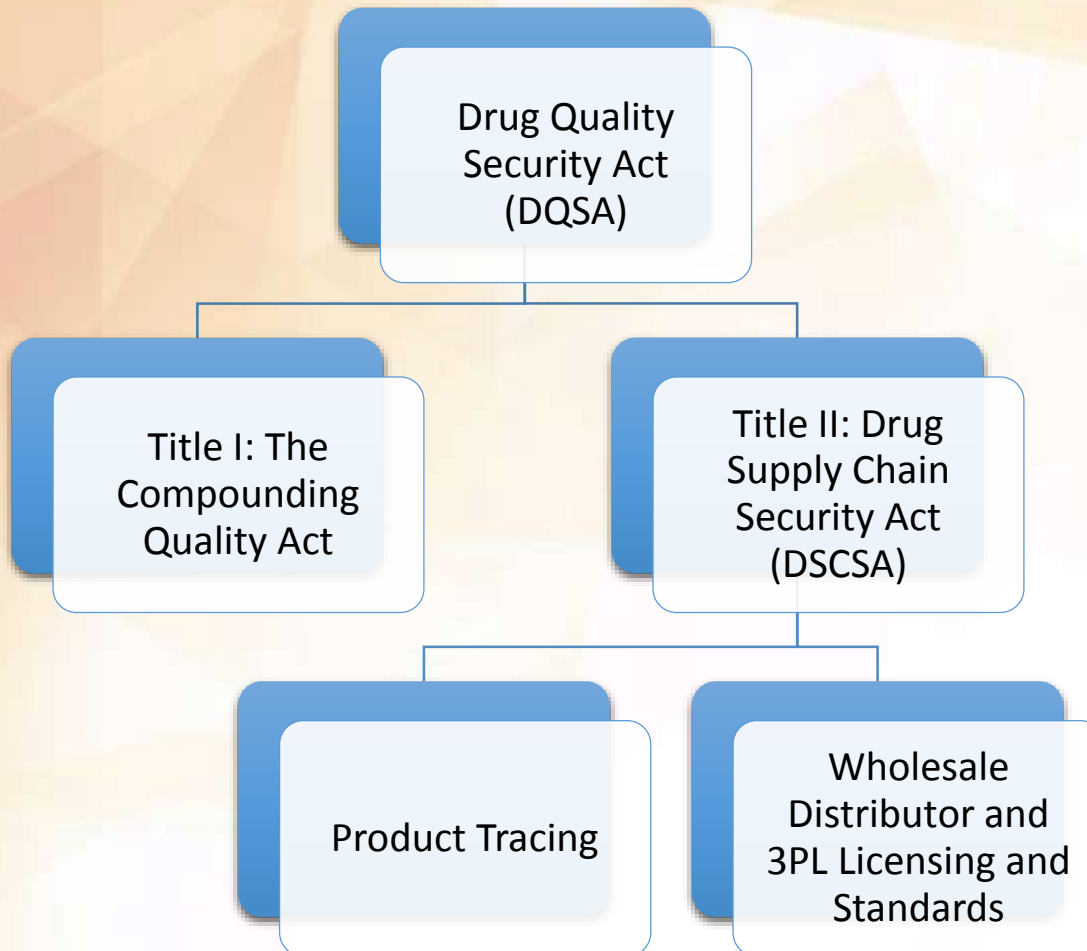 Drug Quality
Security Act
(DQSA)
Title I: The
Compounding
Quality Act
Title II: Drug
Supply Chain
Security Act
(DSCSA)
Product Tracing
Wholesale
Distributor and
3PL Licensing and
Standards